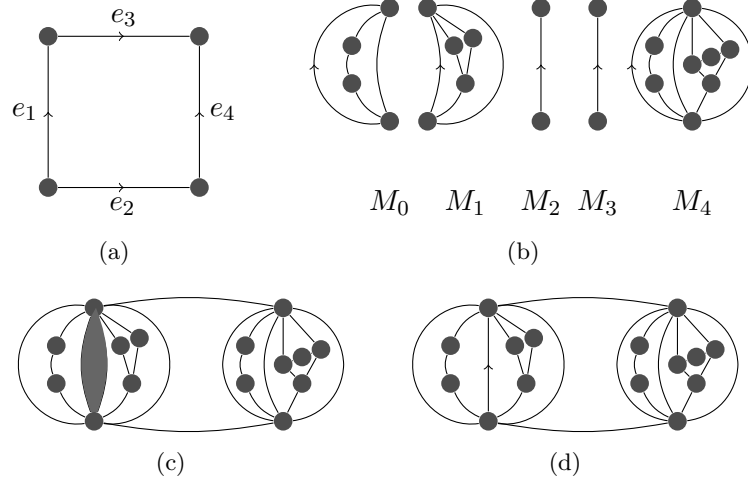 e₃
e₁
e₄
e₂
M₀ M₁ M₂ M₃ M₄
(a)
(b)
(c)
(d)